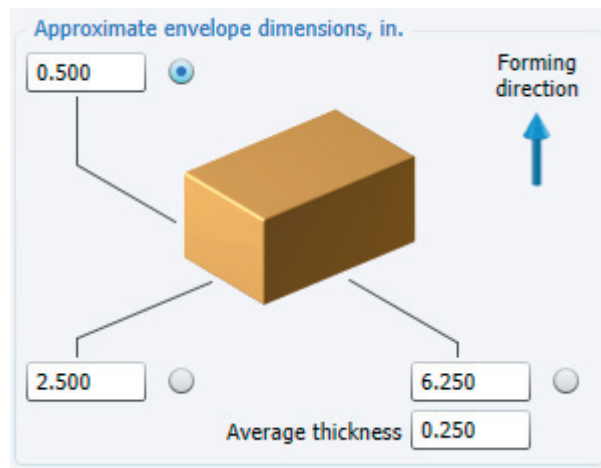 Approximate envelope dimensions, in.
0.500
Forming
direction
2.500
6.250
Average thickness 0.250